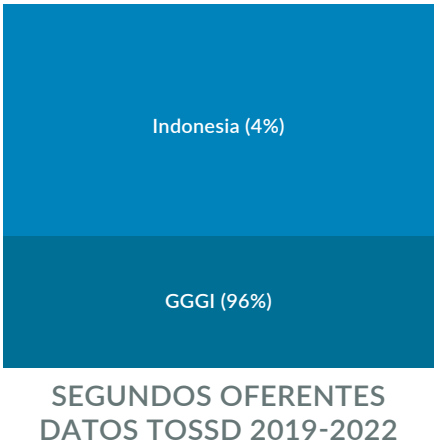 Indonesia (4%)
GGGI (96%)
SEGUNDOS OFERENTES
DATOS TOSSD 2019-2022